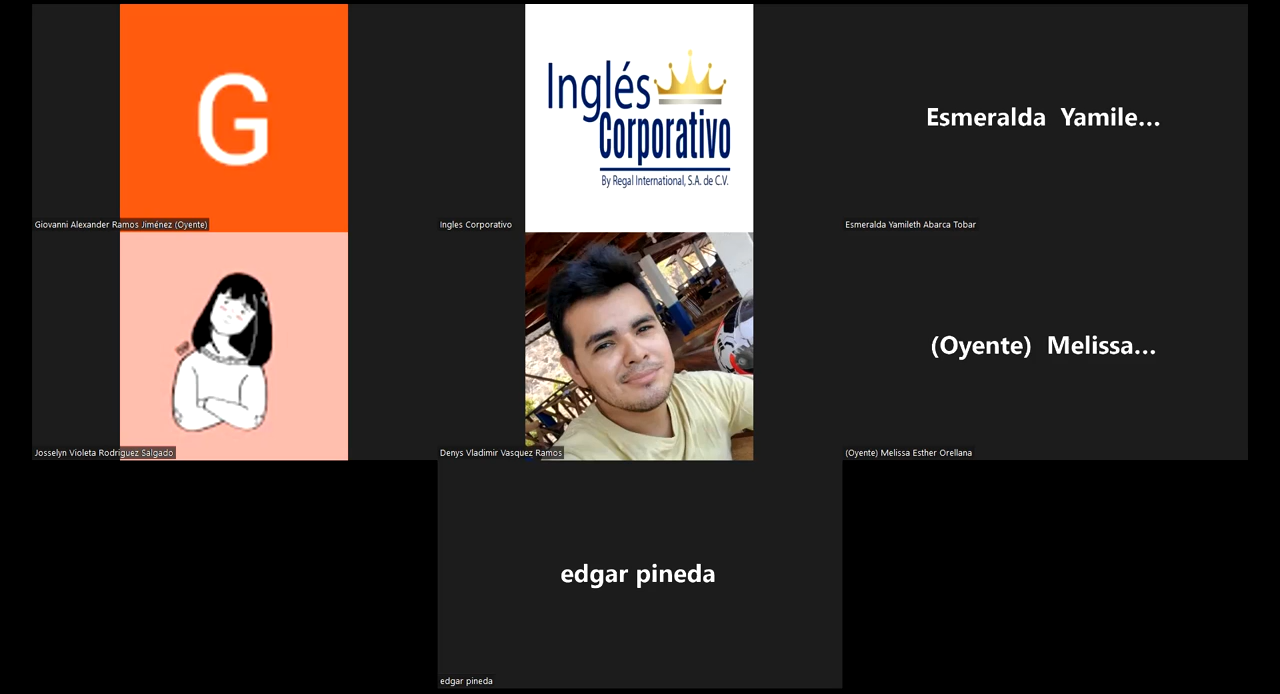 G
Giovanni Alexander Ramos Jiménez (Oyente)
Inglés
Corporativo
By Regal International, S.A. de C.V.
Ingles Corporativo
Esmeralda Yamile...
Esmeralda Yamileth Abarca Tobar
Josselyn Violeta Rodriguez Salgado
Denys Vladimir Vasquez Ramos
(Oyente) Melissa...
(Oyente) Melissa Esther Orellana
edgar pineda
edgar pineda